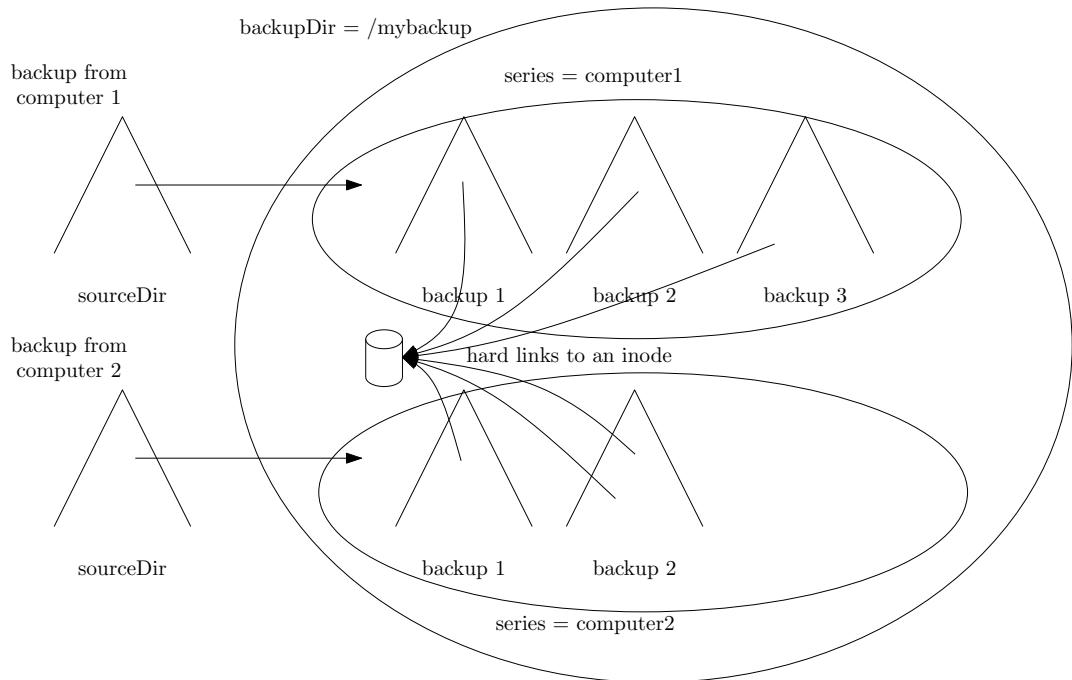 backupDir = /mybackup
backup from
computer 1
series = computer1
sourceDir
backup 1
backup 2
backup 3
backup from
computer 2
hard links to an inode
sourceDir
backup 1
backup 2
series = computer2